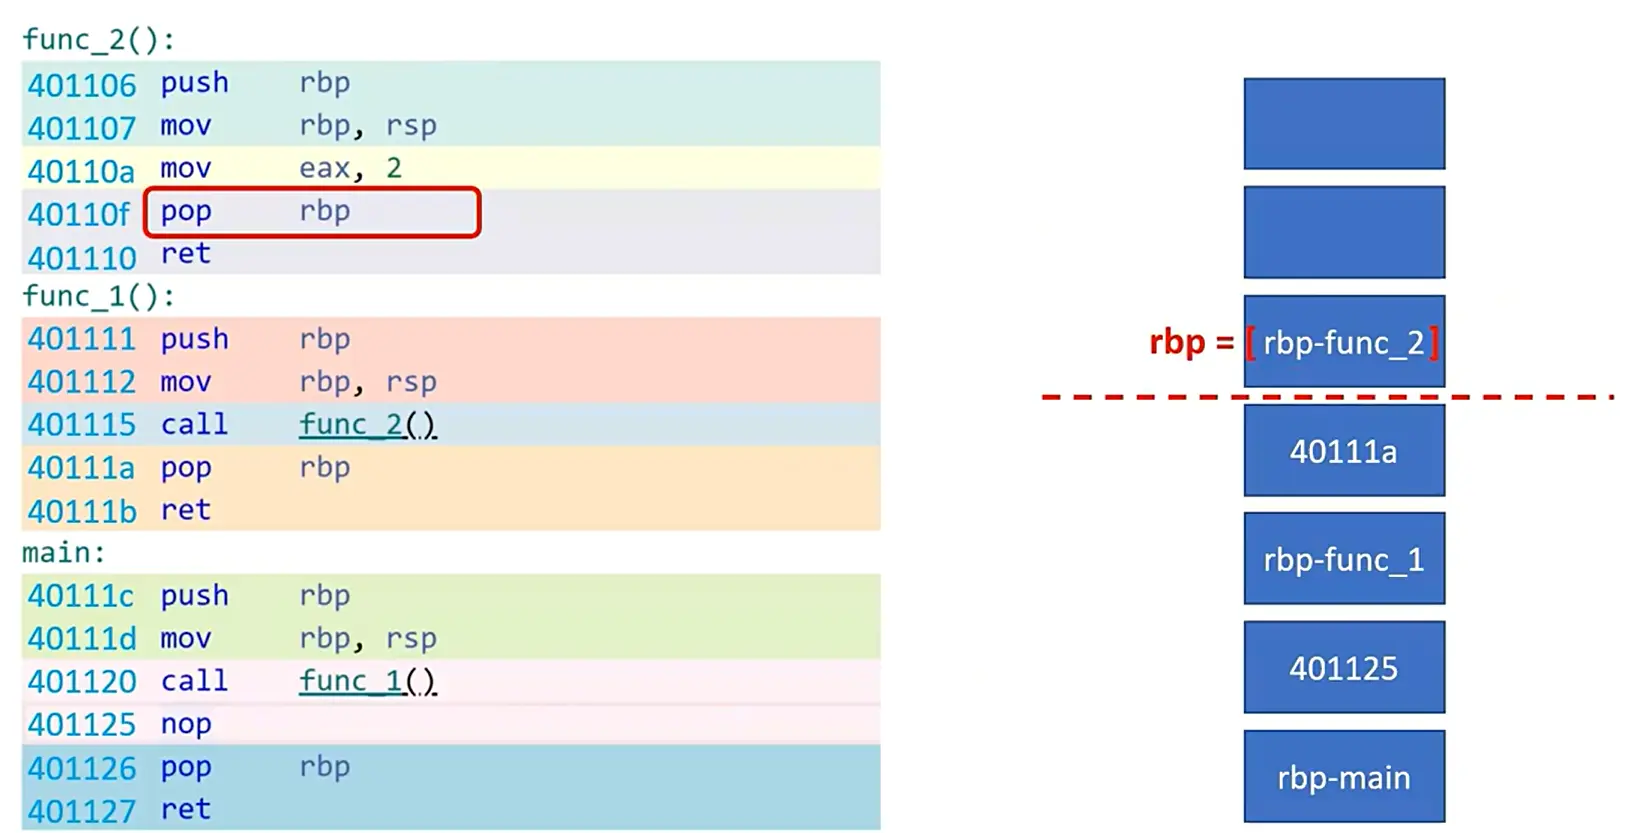 func_2():
401106 push rbp
401107 mov rbp, rsp
40110a mov eax, 2
40110f pop rbp
401110 ret
func_1():
401111 push rbp
401112 mov rbp, rsp
401115 call func_2()
40111a pop rbp
40111b ret
main:
40111c push rbp
40111d mov rbp, rsp
401120 call func_1()
401125 nop
401126 pop rbp
401127 ret
rbp = [ rbp-func_2 ]
40111a
rbp-func_1
401125
rbp-main